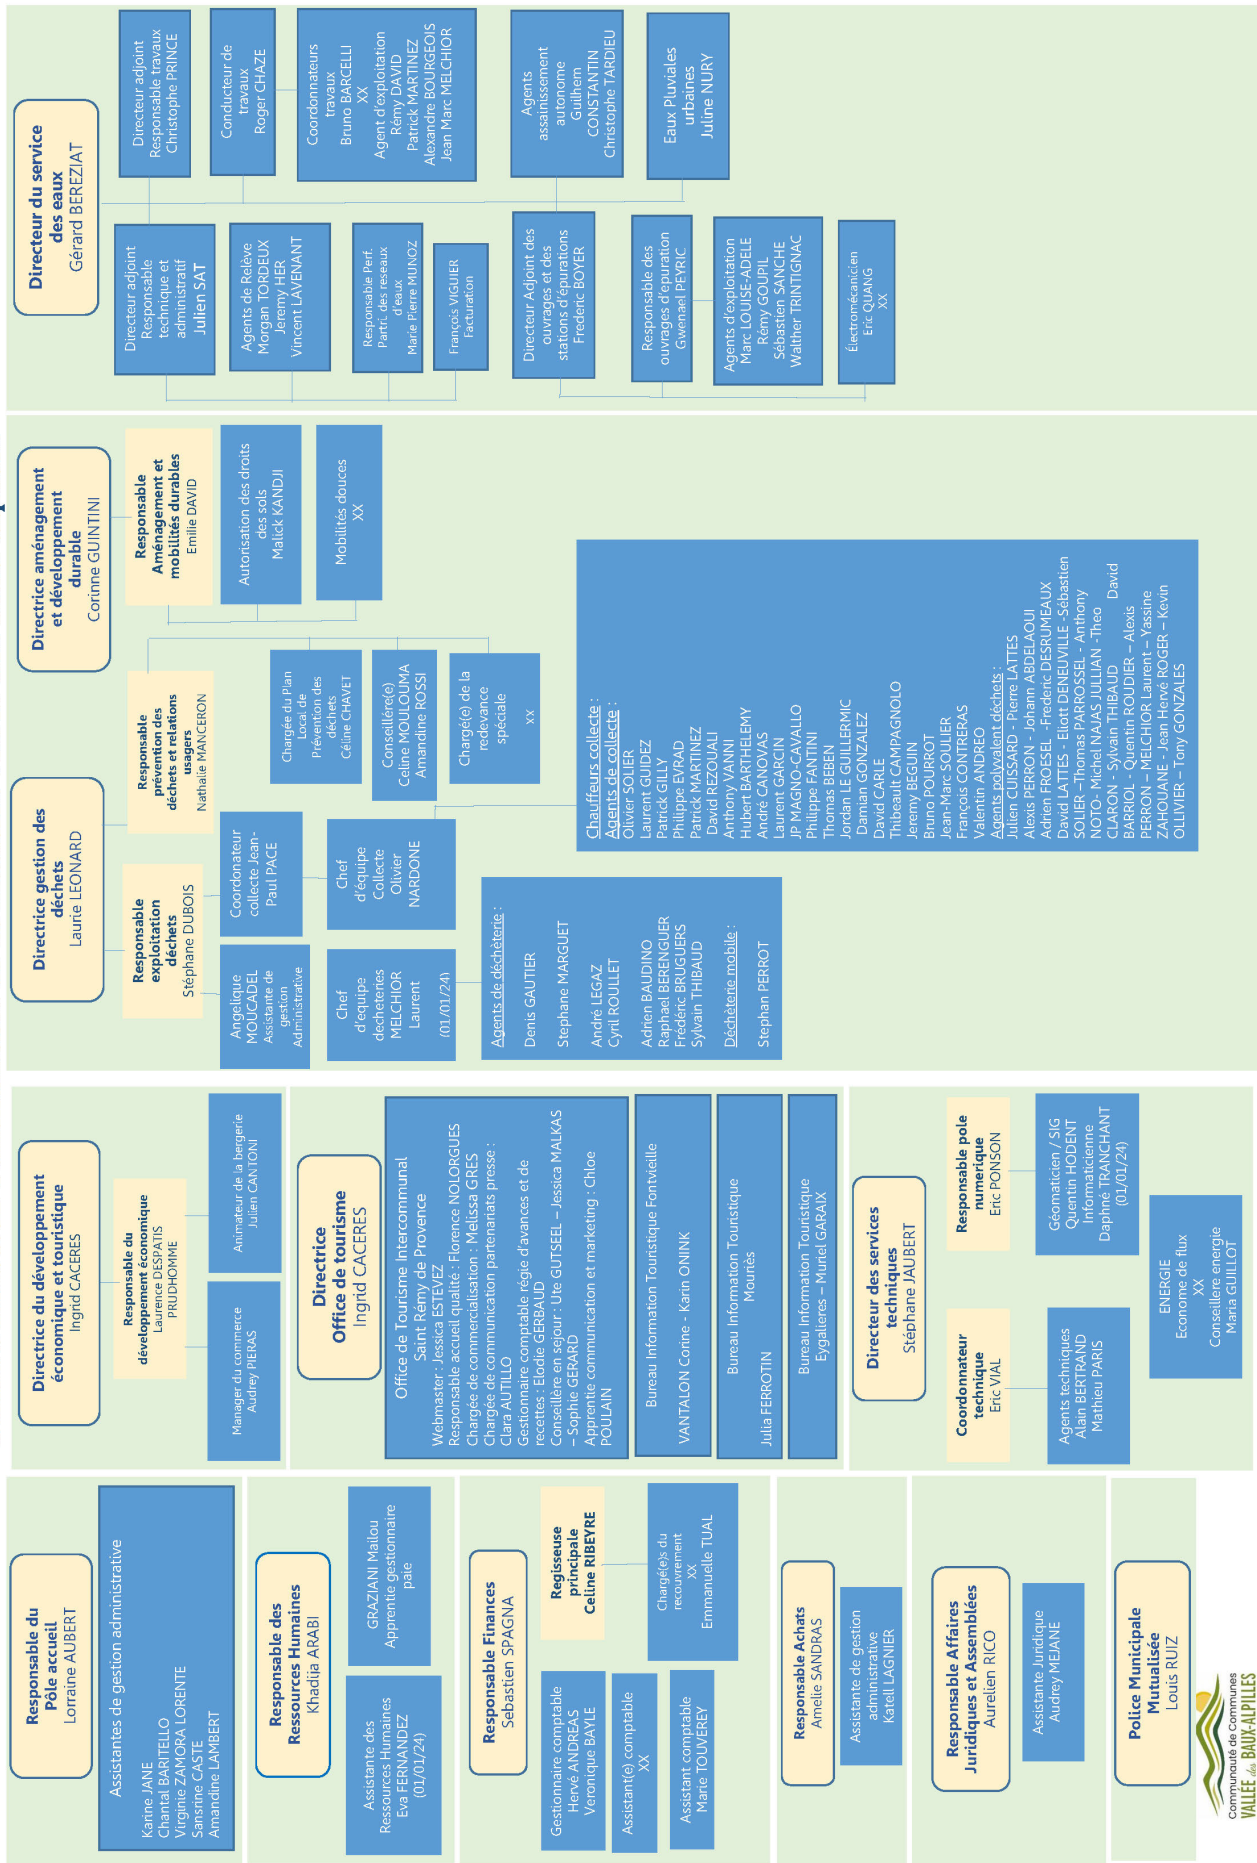 Responsable du
Pôle accueil
Lorraine AUBERT
Assistantes de gestion administrative
Karine JANE
Chantal BARITELLO
Virginie ZAMORA LORENTE
Sansrine CASTE
Amandine LAMBERT
Responsable des
Ressources Humaines
Khadija ARABI
Assistante des
Ressources Humaines
Eva FERNANDEZ
(01/01/24)
GRAZIANI Mailou
Apprentie gestionnaire
paie
Responsable Finances
Sebastien SPAGNA
Gestionnaire comptable
Hervé ANDREAS
Veronique BAYLE
Assistant(e) comptable
XX
Assistant comptable
Marie TOUVEREY
Regisseuse
principale
Celine RIBEYRE
Chargé(e)s du
recouvrement
XX
Emmanuelle TUAL
Responsable Achats
Amelie SANDRAS
Assistante de gestion
administrative
Katell LAGNIER
Responsable Affaires
Juridiques et Assemblées
Aurelien RICO
Assistante Juridique
Audrey MEJANE
Police Municipale
Mutualisée
Louis RUIZ
Communauté de Communes
VALLÉE des BAUX-ALPILLES
Directrice du développement
économique et touristique
Ingrid CACERES
Responsable du
développement économique
Laurence DESPATIS
PRUDHOMME
Manager du commerce
Audrey PIERAS
Animateur de la bergerie
Julien CANTONI
Directrice
Office de tourisme
Ingrid CACERES
Office de Tourisme Intercommunal
Saint Rémy de Provence
Webmaster : Jessica ESTEVEZ
Responsable accueil qualité : Florence NOLORGUES
Chargée de commercialisation : Melissa GRES
Chargée de communication partenariats presse :
Clara AUTILLO
Gestionnaire comptable régie d'avances et de
recettes : Elodie GERBAUD
Conseillère en sejour : Ute GUTSEEL – Jessica MALKAS
– Sophie GERARD
Apprentie communication et marketing : Chloe
POULAIN
Bureau Information Touristique Fontvieille
VANTALON Corine - Karin ONINK
Bureau Information Touristique
Mouriès
Julia FERROTIN
Bureau Information Touristique
Eygalieres – Muriel GARAIX
Directeur des services
techniques
Stéphane JAUBERT
Coordonnateur
technique
Eric VIAL
Agents techniques
Alain BERTRAND
Mathieu PARIS
Responsable pole
numerique
Eric PONSON
Géomaticien / SIG
Quentin HODENT
Informaticienne
Daphné TRANCHANT
(01/01/24)
ENERGIE
Econome de flux
XX
Conseillere energie
Maria GUILLOT
Directrice gestion des
déchets
Laurie LEONARD
Responsable
exploitation
déchets
Stéphane DUBOIS
Angelique
MOUCADEL
Assistante de
gestion
Administrative
Coordonateur
collecte Jean-
Paul PACE
Chef
d'equipe
decheteries
MELCHIOR
Laurent
(01/01/24)
Chef
d'équipe
Collecte
Olivier
NARDONE
Agents de déchèterie :
Denis GAUTIER
Stephane MARGUET
André LEGAZ
Cyril ROULLET
Adrien BAUDINO
Raphael BERENGUER
Frédéric BRUGUERS
Sylvain THIBAUD
Déchèterie mobile :
Stephan PERROT
Responsable
prévention des
déchets et relations
usagers
Nathalie MANCERON
Chargée du Plan
Local de
Prévention des
déchets
Céline CHAVET
Conseillére(e)
Celine MOULOUMA
Amandine ROSSI
Chargé(e) de la
redevance
spéciale
xx
Chauffeurs collecte :
Agents de collecte :
Olivier SOLIER
Laurent GUIDEZ
Patrick GILLY
Philippe EVRAD
Patrick MARTINEZ
David REZOUALI
Anthony VANNI
Hubert BARTHELEMY
André CANOVAS
Laurent GARCIN
JP MAGNO-CAVALLO
Philippe FANTINI
Thomas BEBEN
Jordan LE GUILLERMIC
Damian GONZALEZ
David CARLE
Thibeault CAMPAGNOLO
Jeremy BEGUIN
Bruno POURROT
Jean-Marc SOULIER
François CONTRERAS
Valentin ANDREO
Agents polyvalent déchets :
Julien CUISSARD - Pierre LATTES
Alexis PERRON - Johann ABDELAOUI
Adrien FROESEL -Frederic DESRUMEAUX
David LATTES - Eliott DENEUVILLE -Sébastien
SOLIER –Thomas PARROSSEL - Anthony
NOTO- Michel NAJAS JULLIAN -Theo
CLARON - Sylvain THIBAUD David
BARRIOL - Quentin ROUDIER – Alexis
PERRON – MELCHIOR Laurent – Yassine
ZAHOUANE - Jean Hervé ROGER – Kevin
OLLIVIER – Tony GONZALES
Directrice aménagement
et développement
durable
Corinne GUINTINI
Responsable
Aménagement et
mobilités durables
Emilie DAVID
Autorisation des droits
des sols
Malick KANDJI
Mobilités douces
XX
Directeur du service
des eaux
Gérard BEREZIAT
Directeur adjoint
Responsable
technique et
administratif
Julien SAT
Directeur adjoint
Responsable travaux
Christophe PRINCE
Agents de Relève
Morgan TORDEUX
Jeremy HER
Vincent LAVENANT
Conducteur de
travaux
Roger CHAZE
Responsable Perf.
Partri. des reseaux
d'eaux
Marie Pierre MUNOZ
Coordonnateurs
travaux
Bruno BARCELLI
XX
Agent d'exploitation
Rémy DAVID
Patrick MARTINEZ
Alexandre BOURGEOIS
Jean Marc MELCHIOR
François VIGUIER
Facturation
Directeur Adjoint des
ouvrages et des
stations d'épurations
Frederic BOYER
Agents
assainissement
autonome
Guilhem
CONSTANTIN
Christophe TARDIEU
Responsable des
ouvrages d'epuration
Gwenael PEYRIC
Eaux Pluviales
urbaines
Juline NURY
Agents d'exploitation
Marc LOUISE-ADELE
Rémy GOUPIL
Sébastien SANCHE
Walther TRINTIGNAC
Électromécanicien
Eric QUANG
XX